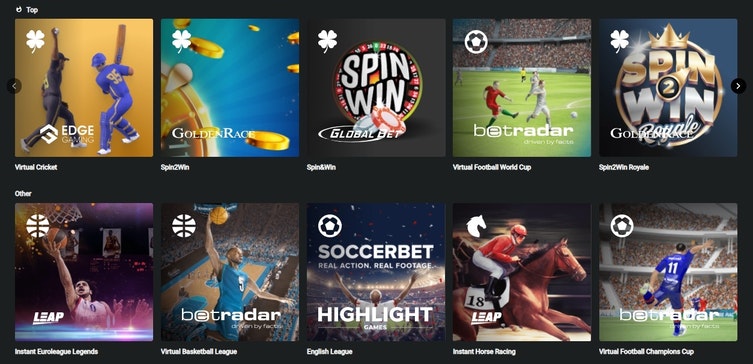 Top
EDGE
GAMING
GOLDENRACE
SPIN
WIN
GLOBAL BET
betradar
driven by facts
SPIN
2
WIN
Royale
GOLDENRACE
Virtual Cricket
Spin2Win
Spin&Win
Virtual Football World Cup
Spin2Win Royale
Other
LEAP
5
betradar
driven by facts
SOCCERBET
REAL ACTION. REAL FOOTAGE.
HIGHLIGHT
GAMES
18
LEAP
11
betradar
driven by facts
Instant Euroleague Legends
Virtual Basketball League
English League
Instant Horse Racing
Virtual Football Champions Cup